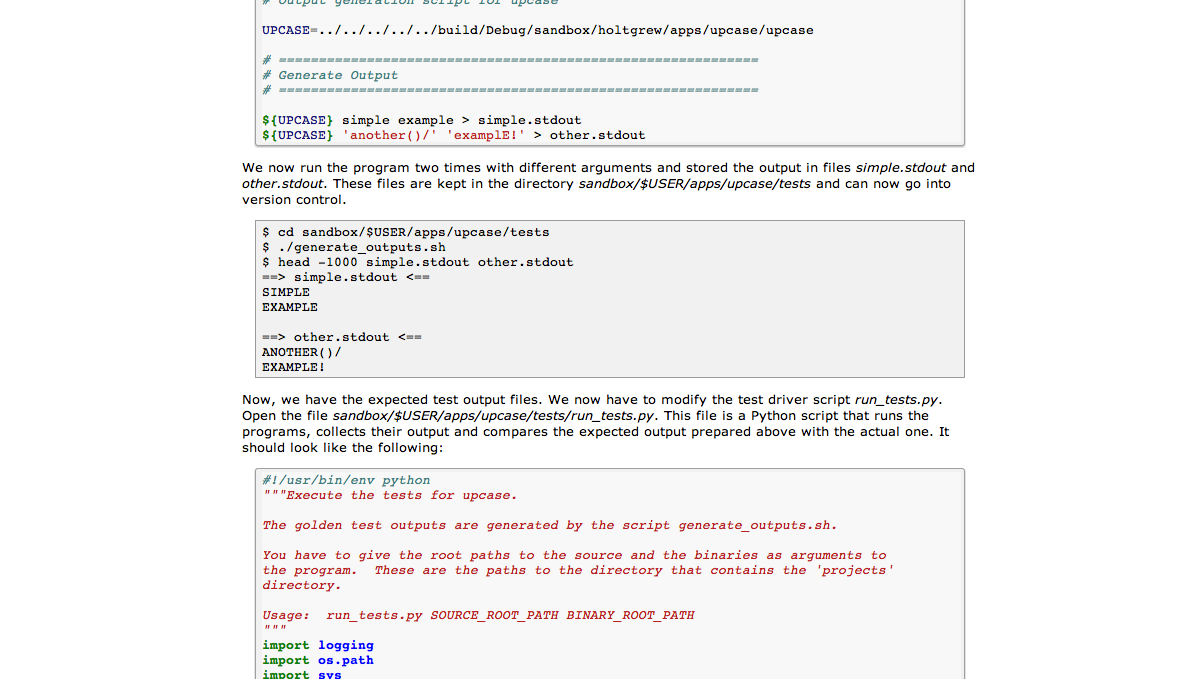 # Output generation script for upcase
UPCASE=../../../../../build/Debug/sandbox/holtgrew/apps/upcase/upcase
# ============================================================
# Generate Output
# ============================================================
${UPCASE} simple example > simple.stdout
${UPCASE} 'another()/' 'examplE!' > other.stdout
We now run the program two times with different arguments and stored the output in files simple.stdout and
other.stdout. These files are kept in the directory sandbox/$USER/apps/upcase/tests and can now go into
version control.
$ cd sandbox/$USER/apps/upcase/tests
$ ./generate_outputs.sh
$ head -1000 simple.stdout other.stdout
==> simple.stdout <==
SIMPLE
EXAMPLE
==> other.stdout <==
ANOTHER()/
EXAMPLE!
Now, we have the expected test output files. We now have to modify the test driver script run_tests.py.
Open the file sandbox/$USER/apps/upcase/tests/run_tests.py. This file is a Python script that runs the
programs, collects their output and compares the expected output prepared above with the actual one. It
should look like the following:
#!/usr/bin/env python
"""Execute the tests for upcase.
The golden test outputs are generated by the script generate_outputs.sh.
You have to give the root paths to the source and the binaries as arguments to
the program.  These are the paths to the directory that contains the 'projects'
directory.
Usage:  run_tests.py SOURCE_ROOT_PATH BINARY_ROOT_PATH
"""
import logging
import os.path
import sys